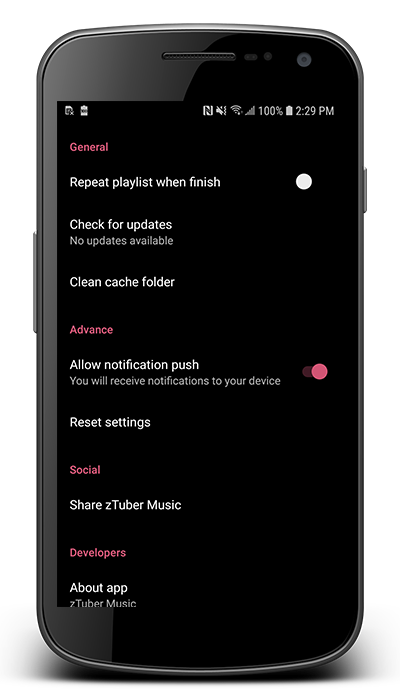 100% 2:29 PM
General
Repeat playlist when finish
Check for updates
No updates available
Clean cache folder
Advance
Allow notification push
You will receive notifications to your device
Reset settings
Social
Share zTuber Music
Developers
About app
zTuber Music